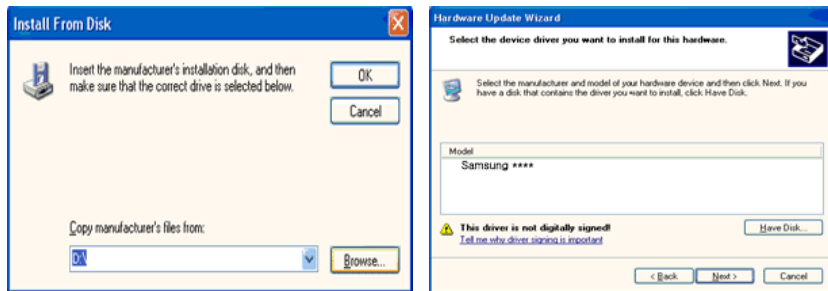 Install From Disk
Insert the manufacturer's installation disk, and then
make sure that the correct drive is selected below.
OK
Cancel
Copy manufacturer's files from:
D:\
Browse...
Hardware Update Wizard
Select the device driver you want to install for this hardware.
Select the manufacturer and model of your hardware device and then click Next. If you
have a disk that contains the driver you want to install, click Have Disk.
Model
Samsung ****
This driver is not digitally signed!
Tell me why driver signing is important
Have Disk...
< Back
Next >
Cancel